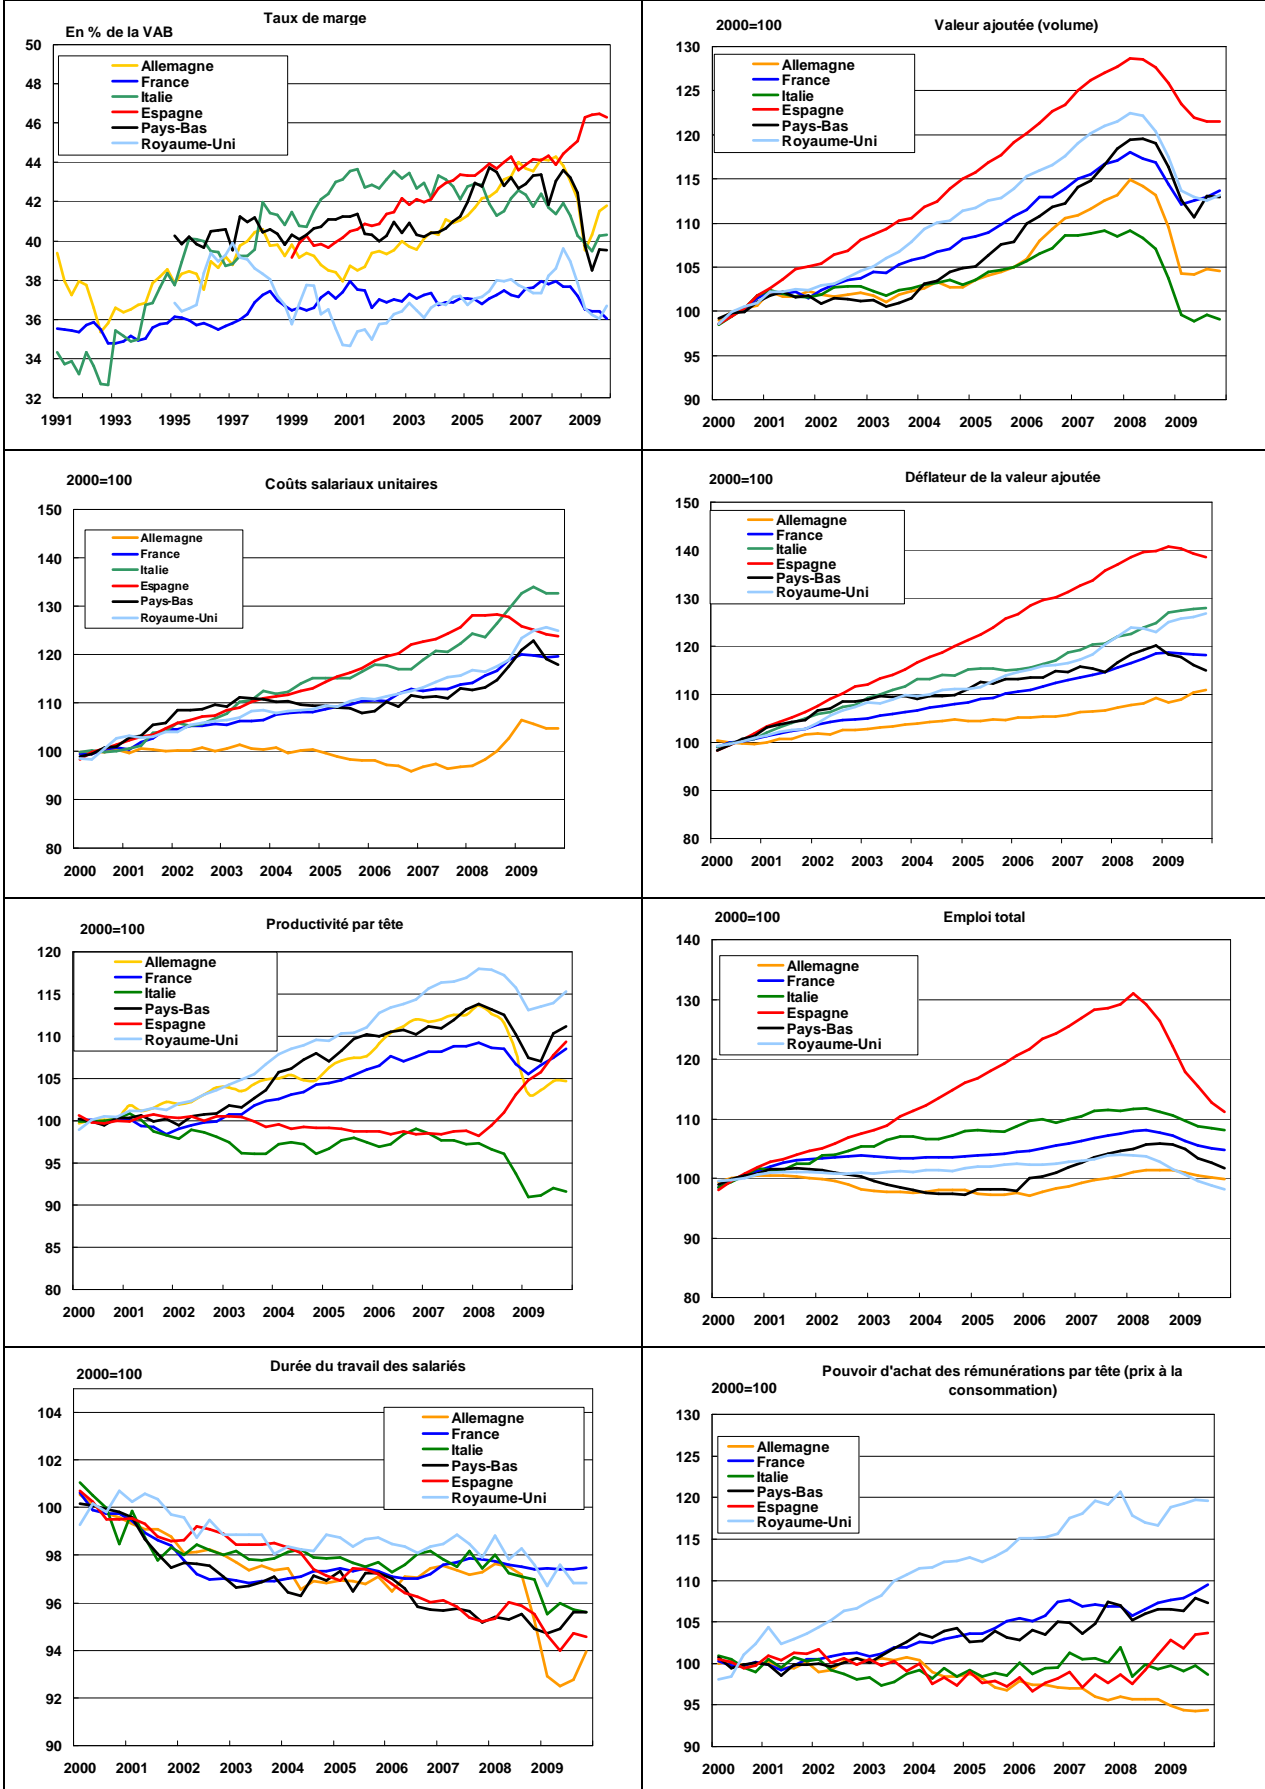 Taux de marge
En % de la VAB
50
48
46
44
42
40
38
36
34
32
Allemagne
France
Italie
Espagne
Pays-Bas
Royaume-Uni
1991 1993 1995 1997 1999 2001 2003 2005 2007 2009
2000=100
Valeur ajoutée (volume)
130
125
120
115
110
105
100
95
90
Allemagne
France
Italie
Espagne
Pays-Bas
Royaume-Uni
2000 2001 2002 2003 2004 2005 2006 2007 2008 2009
2000=100
Coûts salariaux unitaires
150
140
130
120
110
100
90
80
Allemagne
France
Italie
Espagne
Pays-Bas
Royaume-Uni
2000 2001 2002 2003 2004 2005 2006 2007 2008 2009
2000=100
Déflateur de la valeur ajoutée
150
140
130
120
110
100
90
80
Allemagne
France
Italie
Espagne
Pays-Bas
Royaume-Uni
2000 2001 2002 2003 2004 2005 2006 2007 2008 2009
2000=100
Productivité par tête
120
115
110
105
100
95
90
85
80
Allemagne
France
Italie
Pays-Bas
Espagne
Royaume-Uni
2000 2001 2002 2003 2004 2005 2006 2007 2008 2009
2000=100
Emploi total
140
130
120
110
100
90
80
Allemagne
France
Italie
Espagne
Pays-Bas
Royaume-Uni
2000 2001 2002 2003 2004 2005 2006 2007 2008 2009
2000=100
Durée du travail des salariés
104
102
100
98
96
94
92
90
Allemagne
France
Italie
Pays-Bas
Espagne
Royaume-Uni
2000 2001 2002 2003 2004 2005 2006 2007 2008 2009
2000=100
Pouvoir d'achat des rémunérations par tête (prix à la
consommation)
130
125
120
115
110
105
100
95
90
Allemagne
France
Italie
Pays-Bas
Espagne
Royaume-Uni
2000 2001 2002 2003 2004 2005 2006 2007 2008 2009